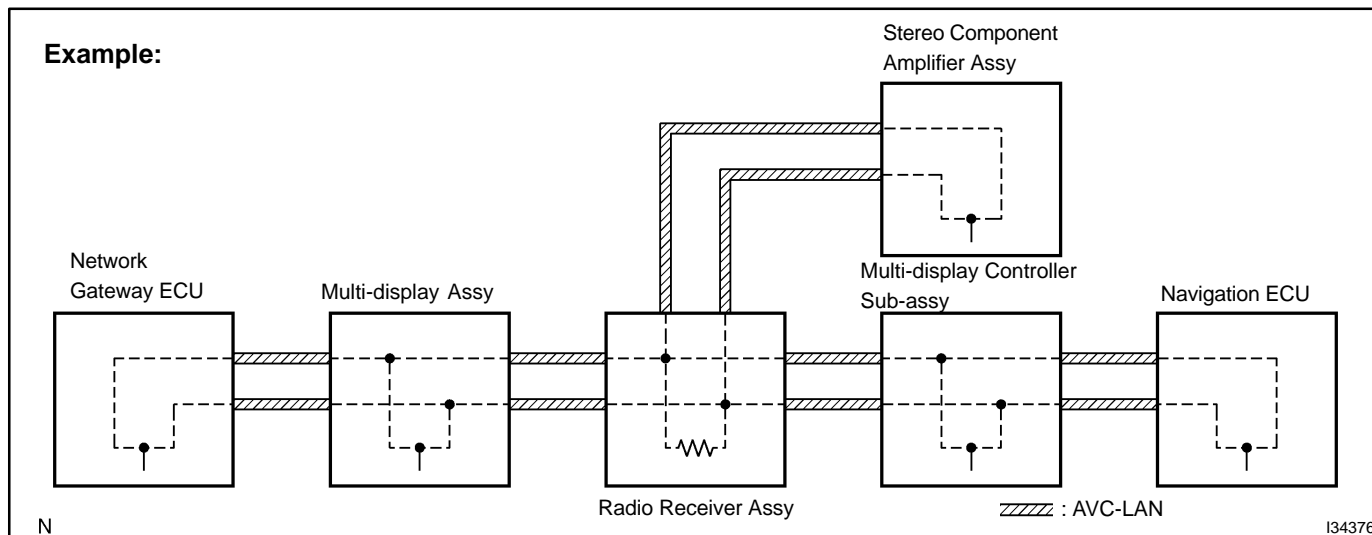 Example:
Stereo Component
Amplifier Assy
Network
Gateway ECU
Multi-display Assy
Multi-display Controller
Sub-assy
Navigation ECU
Radio Receiver Assy
: AVC-LAN
N
I34376